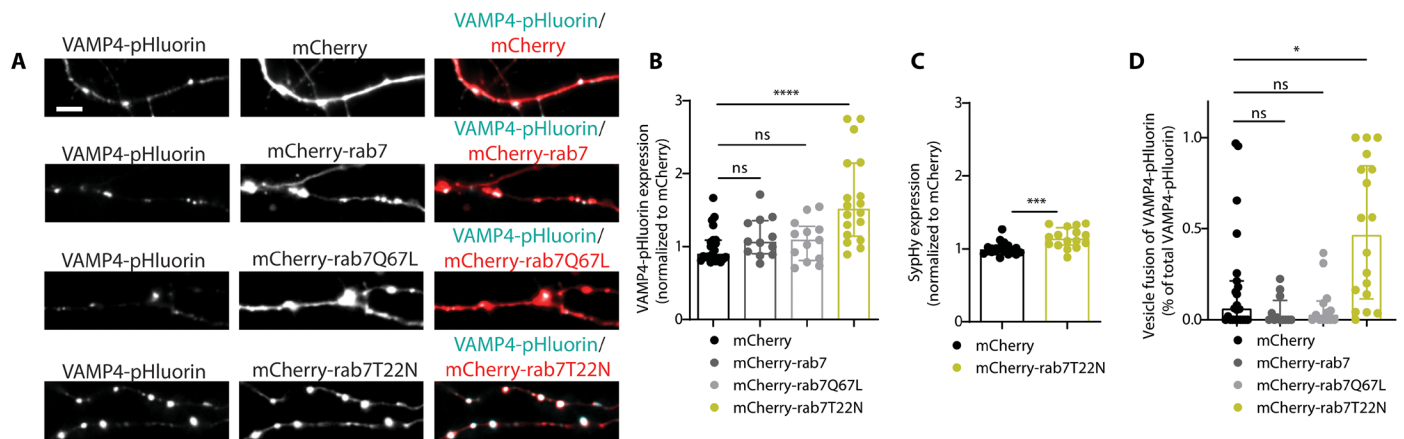 A
VAMP4-pHluorin
mCherry
VAMP4-pHluorin/
mCherry
VAMP4-pHluorin
mCherry-rab7
VAMP4-pHluorin/
mCherry-rab7
VAMP4-pHluorin
mCherry-rab7Q67L
VAMP4-pHluorin/
mCherry-rab7Q67L
VAMP4-pHluorin
mCherry-rab7T22N
VAMP4-pHluorin/
mCherry-rab7T22N
B
VAMP4-pHluorin expression
(normalized to mCherry)
3
2
1
0
****
ns
ns
mCherry
mCherry-rab7
mCherry-rab7Q67L
mCherry-rab7T22N
C
SypHy expression
(normalized to mCherry)
3
2
1
0
***
mCherry
mCherry-rab7T22N
D
Vesicle fusion of VAMP4-pHluorin
(% of total VAMP4-pHluorin)
1.0
0.5
0.0
*
ns
ns
mCherry
mCherry-rab7
mCherry-rab7Q67L
mCherry-rab7T22N